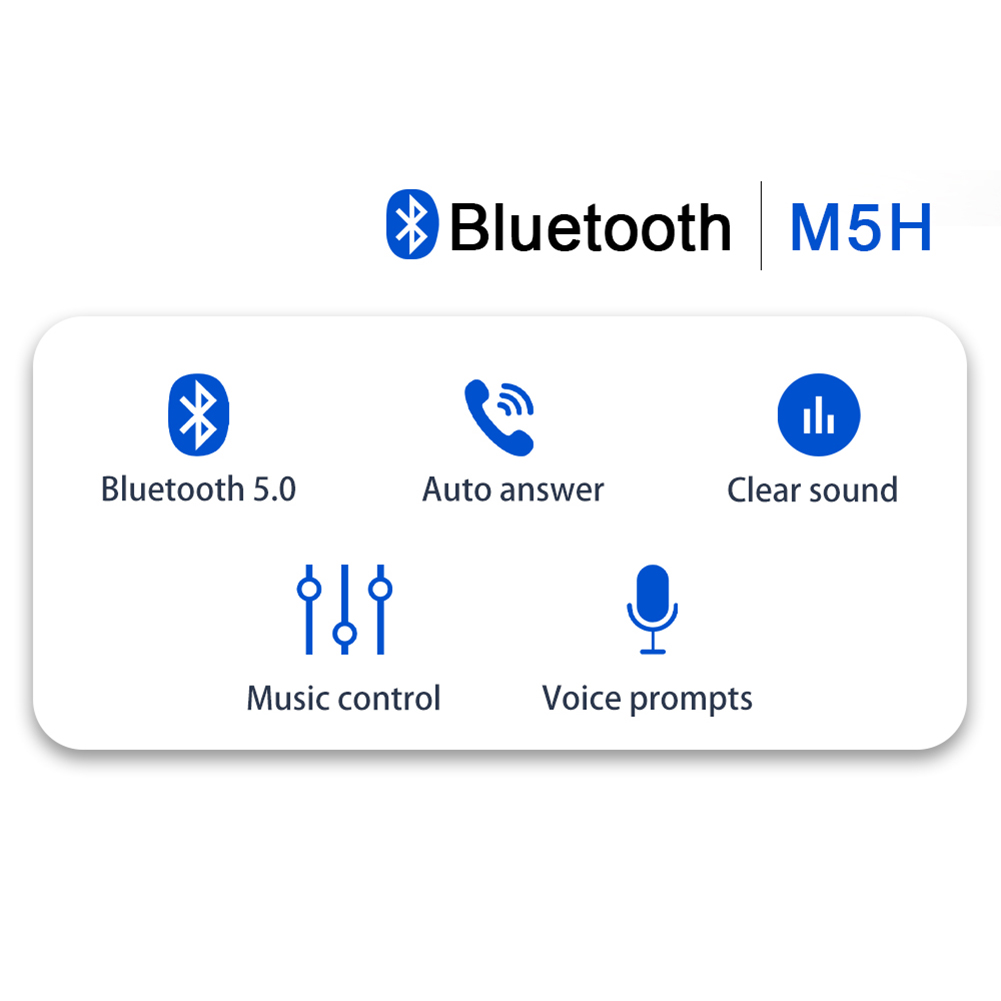 Bluetooth | M5H
Bluetooth 5.0
Auto answer
Clear sound
Music control
Voice prompts